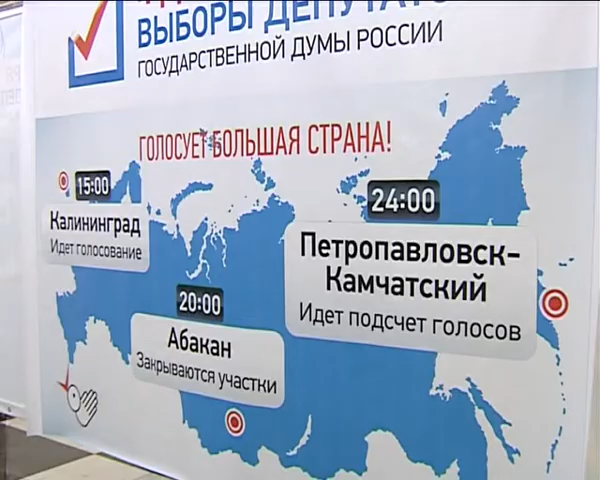 ВЫБОРЫ
ГОСУДАРСТВЕННОЙ ДУМЫ РОССИИ
ГОЛОСУЕТ БОЛЬШАЯ СТРАНА!
15:00
Калининград
Идет голосование
24:00
Петропавловск-
Камчатский
Идет подсчет голосов
20:00
Абакан
Закрываются участки